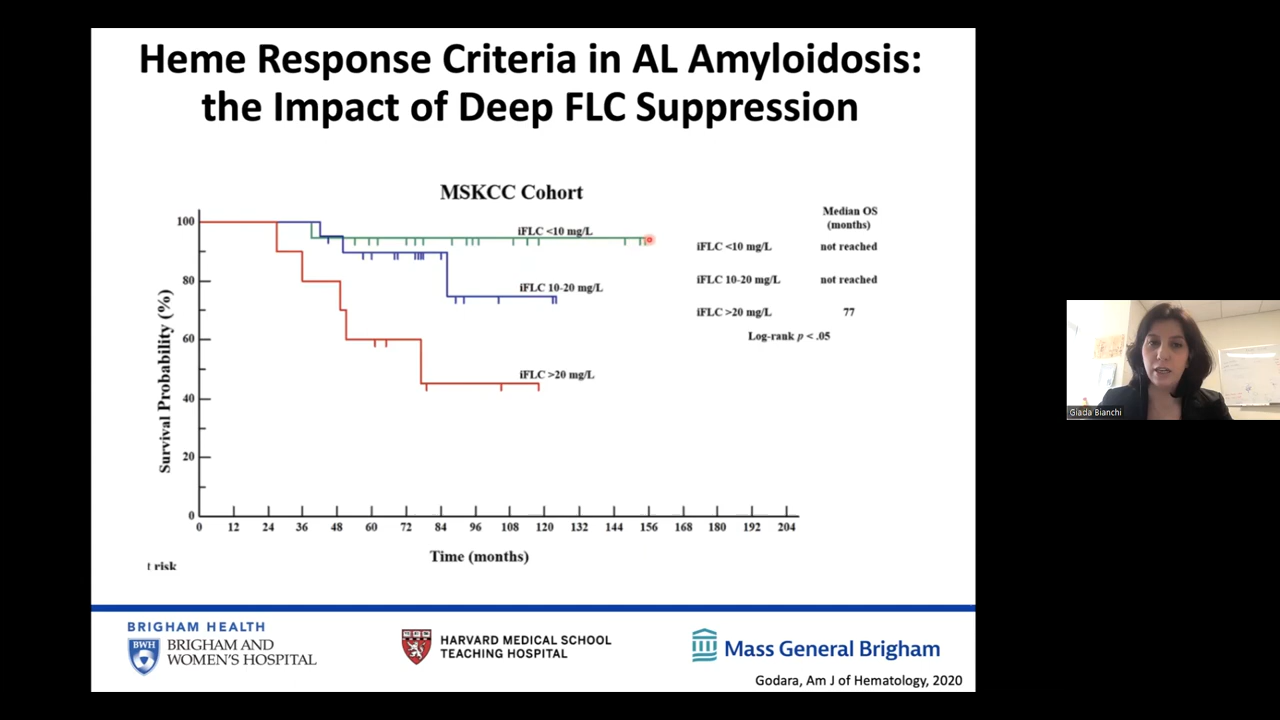 Heme Response Criteria in AL Amyloidosis:
the Impact of Deep FLC Suppression
MSKCC Cohort
Median OS
(months)
iFLC <10 mg/L not reached
iFLC 10-20 mg/L not reached
iFLC >20 mg/L 77
Log-rank p < .05
Survival Probability (%)
100
80
60
40
20
0
iFLC <10 mg/L
iFLC 10-20 mg/L
iFLC >20 mg/L
0 12 24 36 48 60 72 84 96 108 120 132 144 156 168 180 192 204
Time (months)
t risk
BRIGHAM HEALTH
BWH
BRIGHAM AND
WOMEN'S HOSPITAL
HARVARD MEDICAL SCHOOL
TEACHING HOSPITAL
Mass General Brigham
Godara, Am J of Hematology, 2020
Giada Bianchi